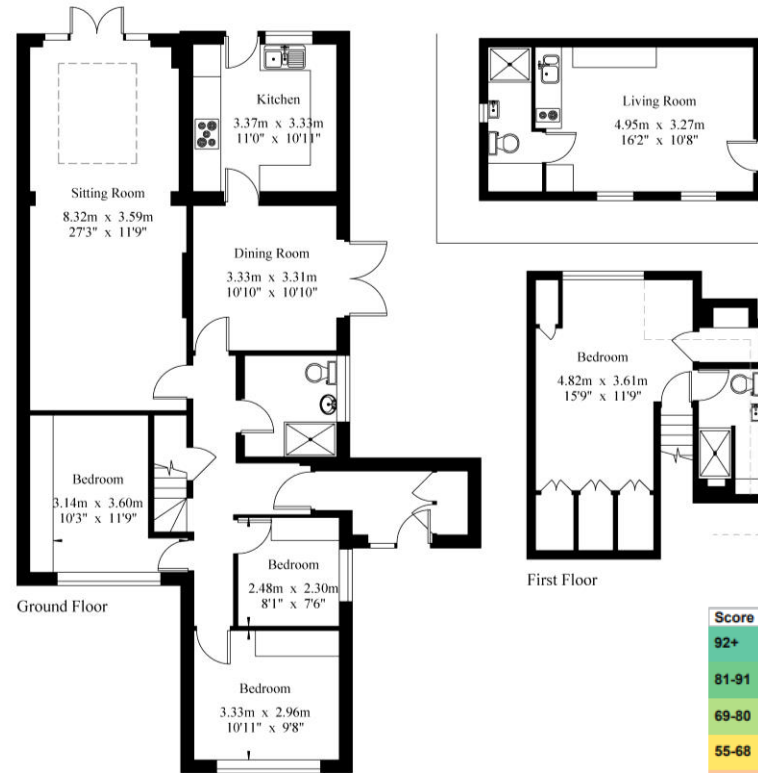 Kitchen
3.37m x 3.33m
11'0" x 10'11"
Living Room
4.95m x 3.27m
16'2" x 10'8"
Sitting Room
8.32m x 3.59m
27'3" x 11'9"
Dining Room
3.33m x 3.31m
10'10" x 10'10"
Bedroom
4.82m x 3.61m
15'9" x 11'9"
Bedroom
3.14m x 3.60m
10'3" x 11'9"
Bedroom
2.48m x 2.30m
8'1" x 7'6"
Ground Floor
First Floor
Bedroom
3.33m x 2.96m
10'11" x 9'8"
Score
92+
81-91
69-80
55-68